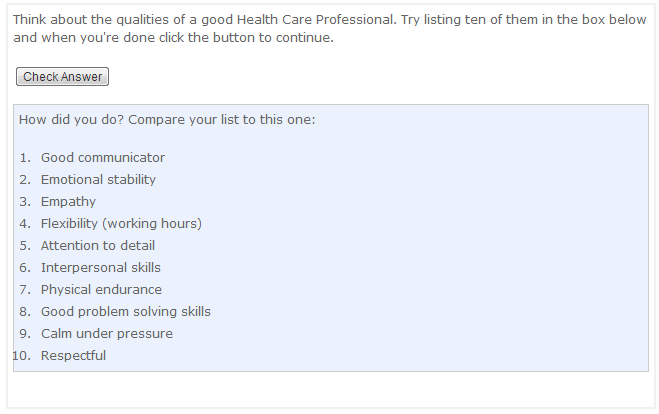 Think about the qualities of a good Health Care Professional. Try listing ten of them in the box below
and when you're done click the button to continue.
Check Answer
How did you do? Compare your list to this one:
1. Good communicator
2. Emotional stability
3. Empathy
4. Flexibility (working hours)
5. Attention to detail
6. Interpersonal skills
7. Physical endurance
8. Good problem solving skills
9. Calm under pressure
10. Respectful